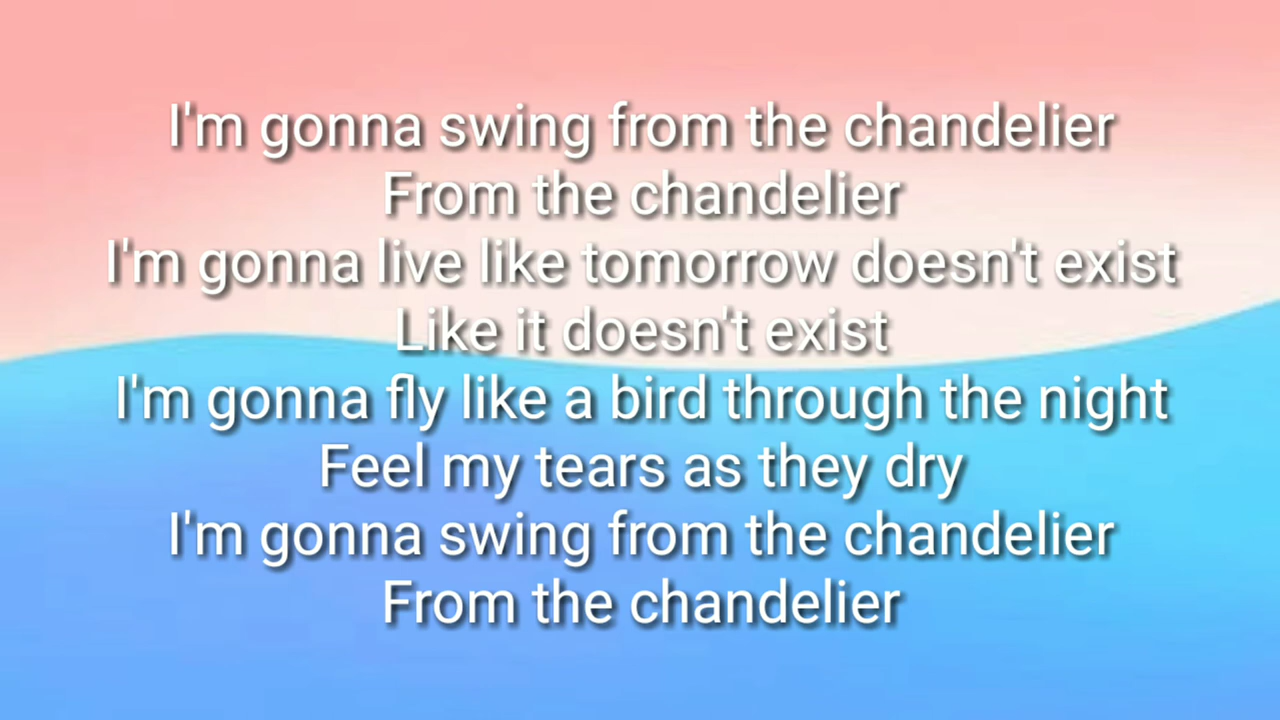 I'm gonna swing from the chandelier
From the chandelier
I'm gonna live like tomorrow doesn't exist
Like it doesn't exist
I'm gonna fly like a bird through the night
Feel my tears as they dry
I'm gonna swing from the chandelier
From the chandelier